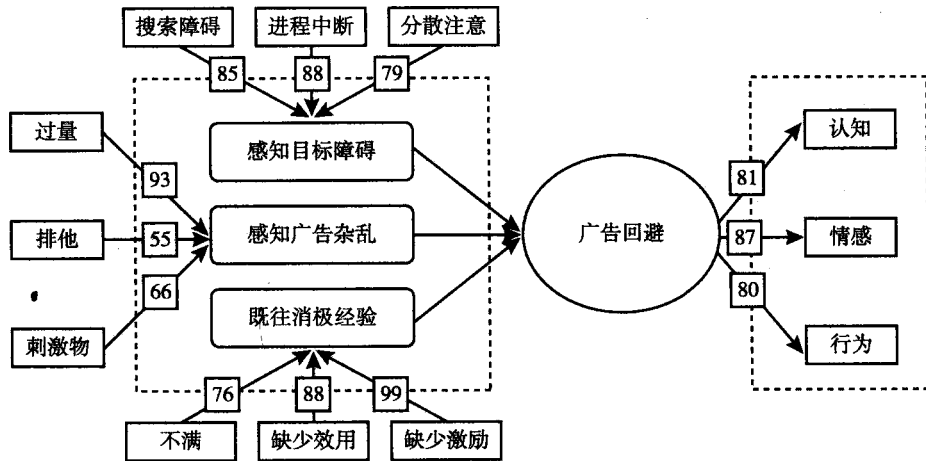 搜索障碍 进程中断 分散注意
85 88 79
过量 感知目标障碍 认知
93 81
排他 55 感知广告杂乱 广告回避 87 情感
66 80
刺激物 既往消极经验 行为
76 88 99
不满 缺少效用 缺少激励